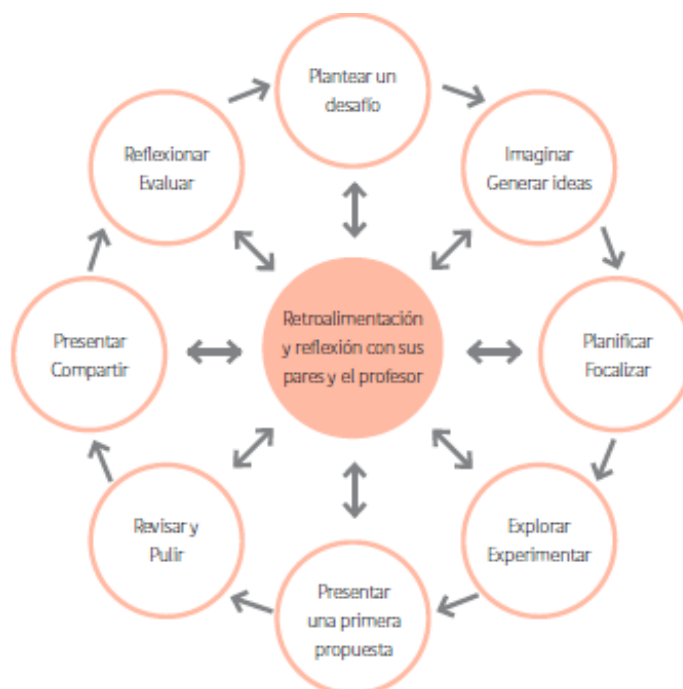 Plantear un
desafío
Imaginar
Generar ideas
Planificar
Focalizar
Explorar
Experimentar
Presentar
una primera
propuesta
Revisar y
Pulir
Presentar
Compartir
Reflexionar
Evaluar
Retroalimentación
y reflexión con sus
pares y el profesor